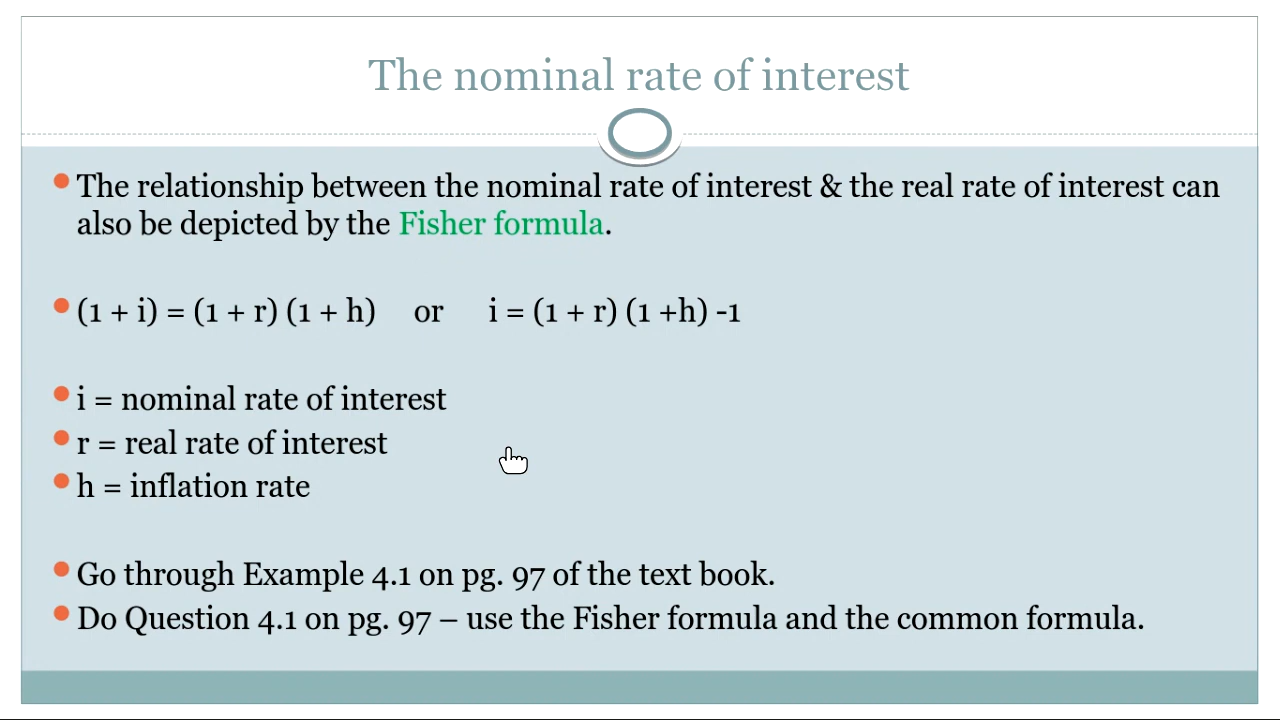 The nominal rate of interest
The relationship between the nominal rate of interest & the real rate of interest can
also be depicted by the Fisher formula.
(1 + i) = (1 + r) (1 + h) or i = (1 + r) (1 +h) -1
i = nominal rate of interest
r = real rate of interest
h = inflation rate
Go through Example 4.1 on pg. 97 of the text book.
Do Question 4.1 on pg. 97 – use the Fisher formula and the common formula.